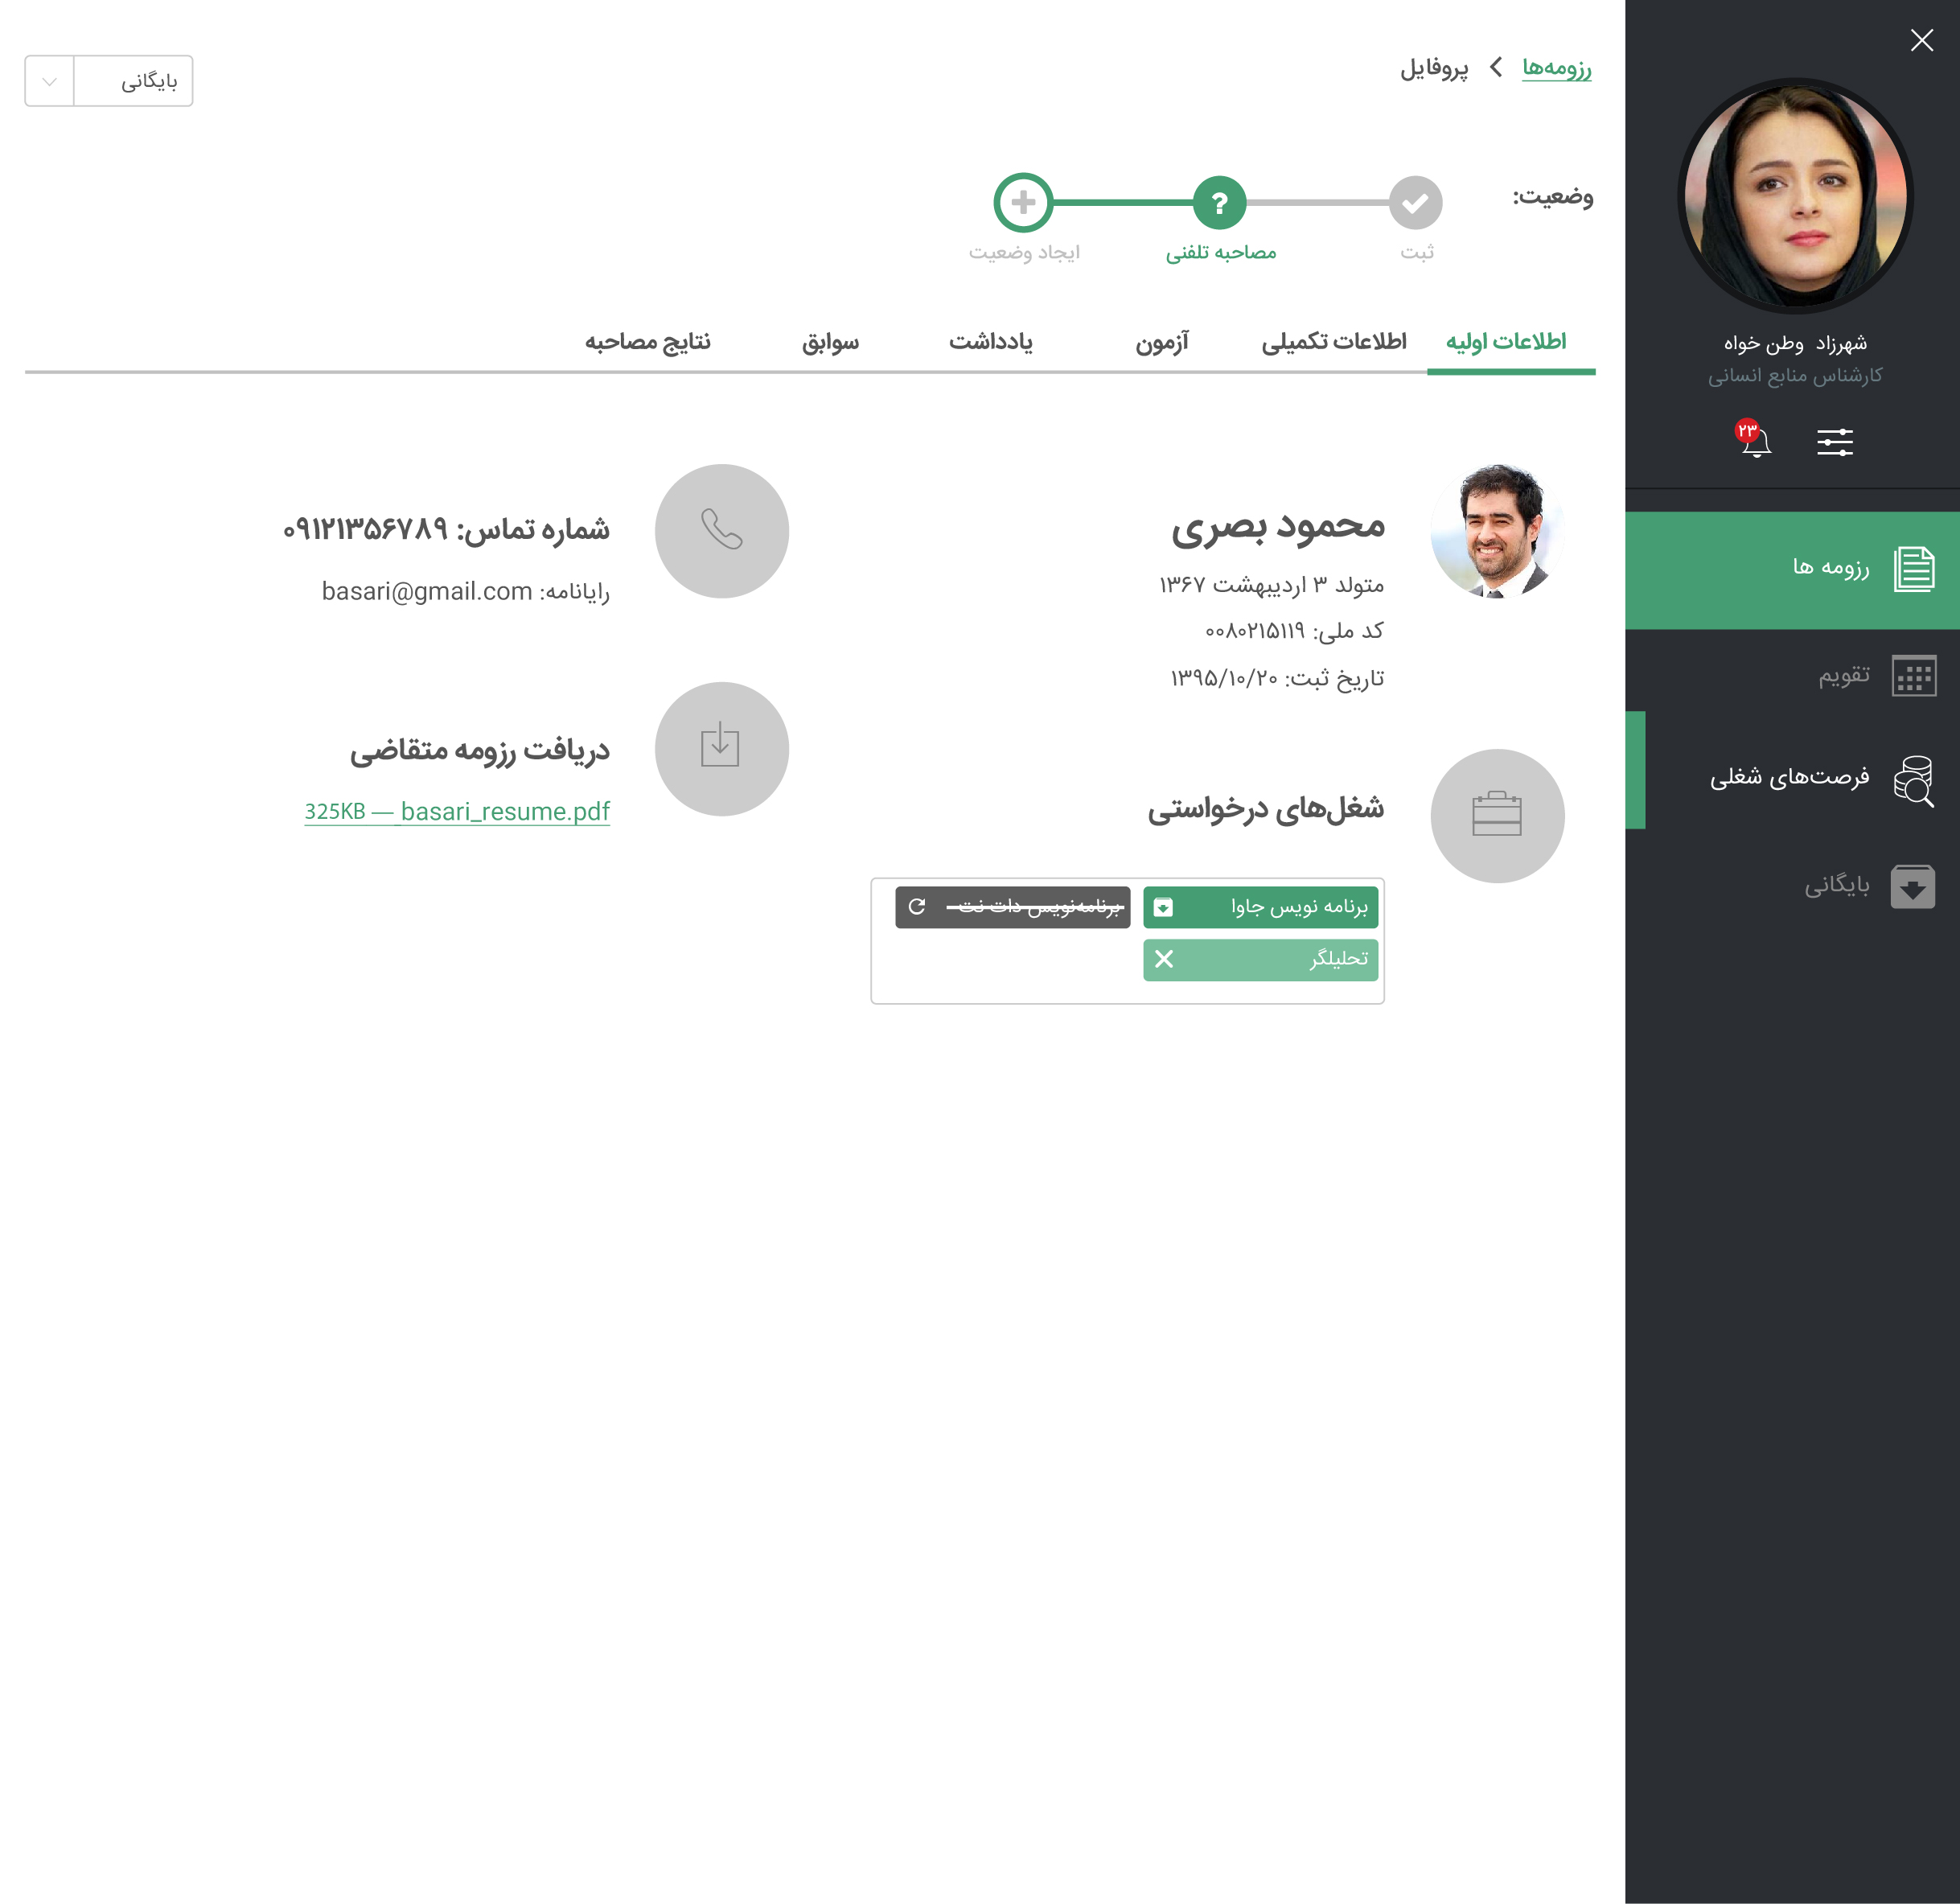 رزومه‌ها > پروفایل
بایگانی
وضعیت:
ثبت
مصاحبه تلفنی
ایجاد وضعیت
اطلاعات اولیه
اطلاعات تکمیلی
آزمون
یادداشت
سوابق
نتایج مصاحبه
محمود بصری
متولد ۳ اردیبهشت ۱۳۶۷
کد ملی: ۰۰۸۰۲۱۵۱۱۹
تاریخ ثبت: ۱۳۹۵/۱۰/۲۰
شغل‌های درخواستی
برنامه نویس جاوا
برنامه‌نویس دات نت
تحلیلگر
شماره تماس: ۰۹۱۲۱۳۵۶۷۸۹
رایانامه: basari@gmail.com
دریافت رزومه متقاضی
325KB — basari_resume.pdf
شهرزاد وطن خواه
کارشناس منابع انسانی
۲۳
رزومه ها
تقویم
فرصت‌های شغلی
بایگانی